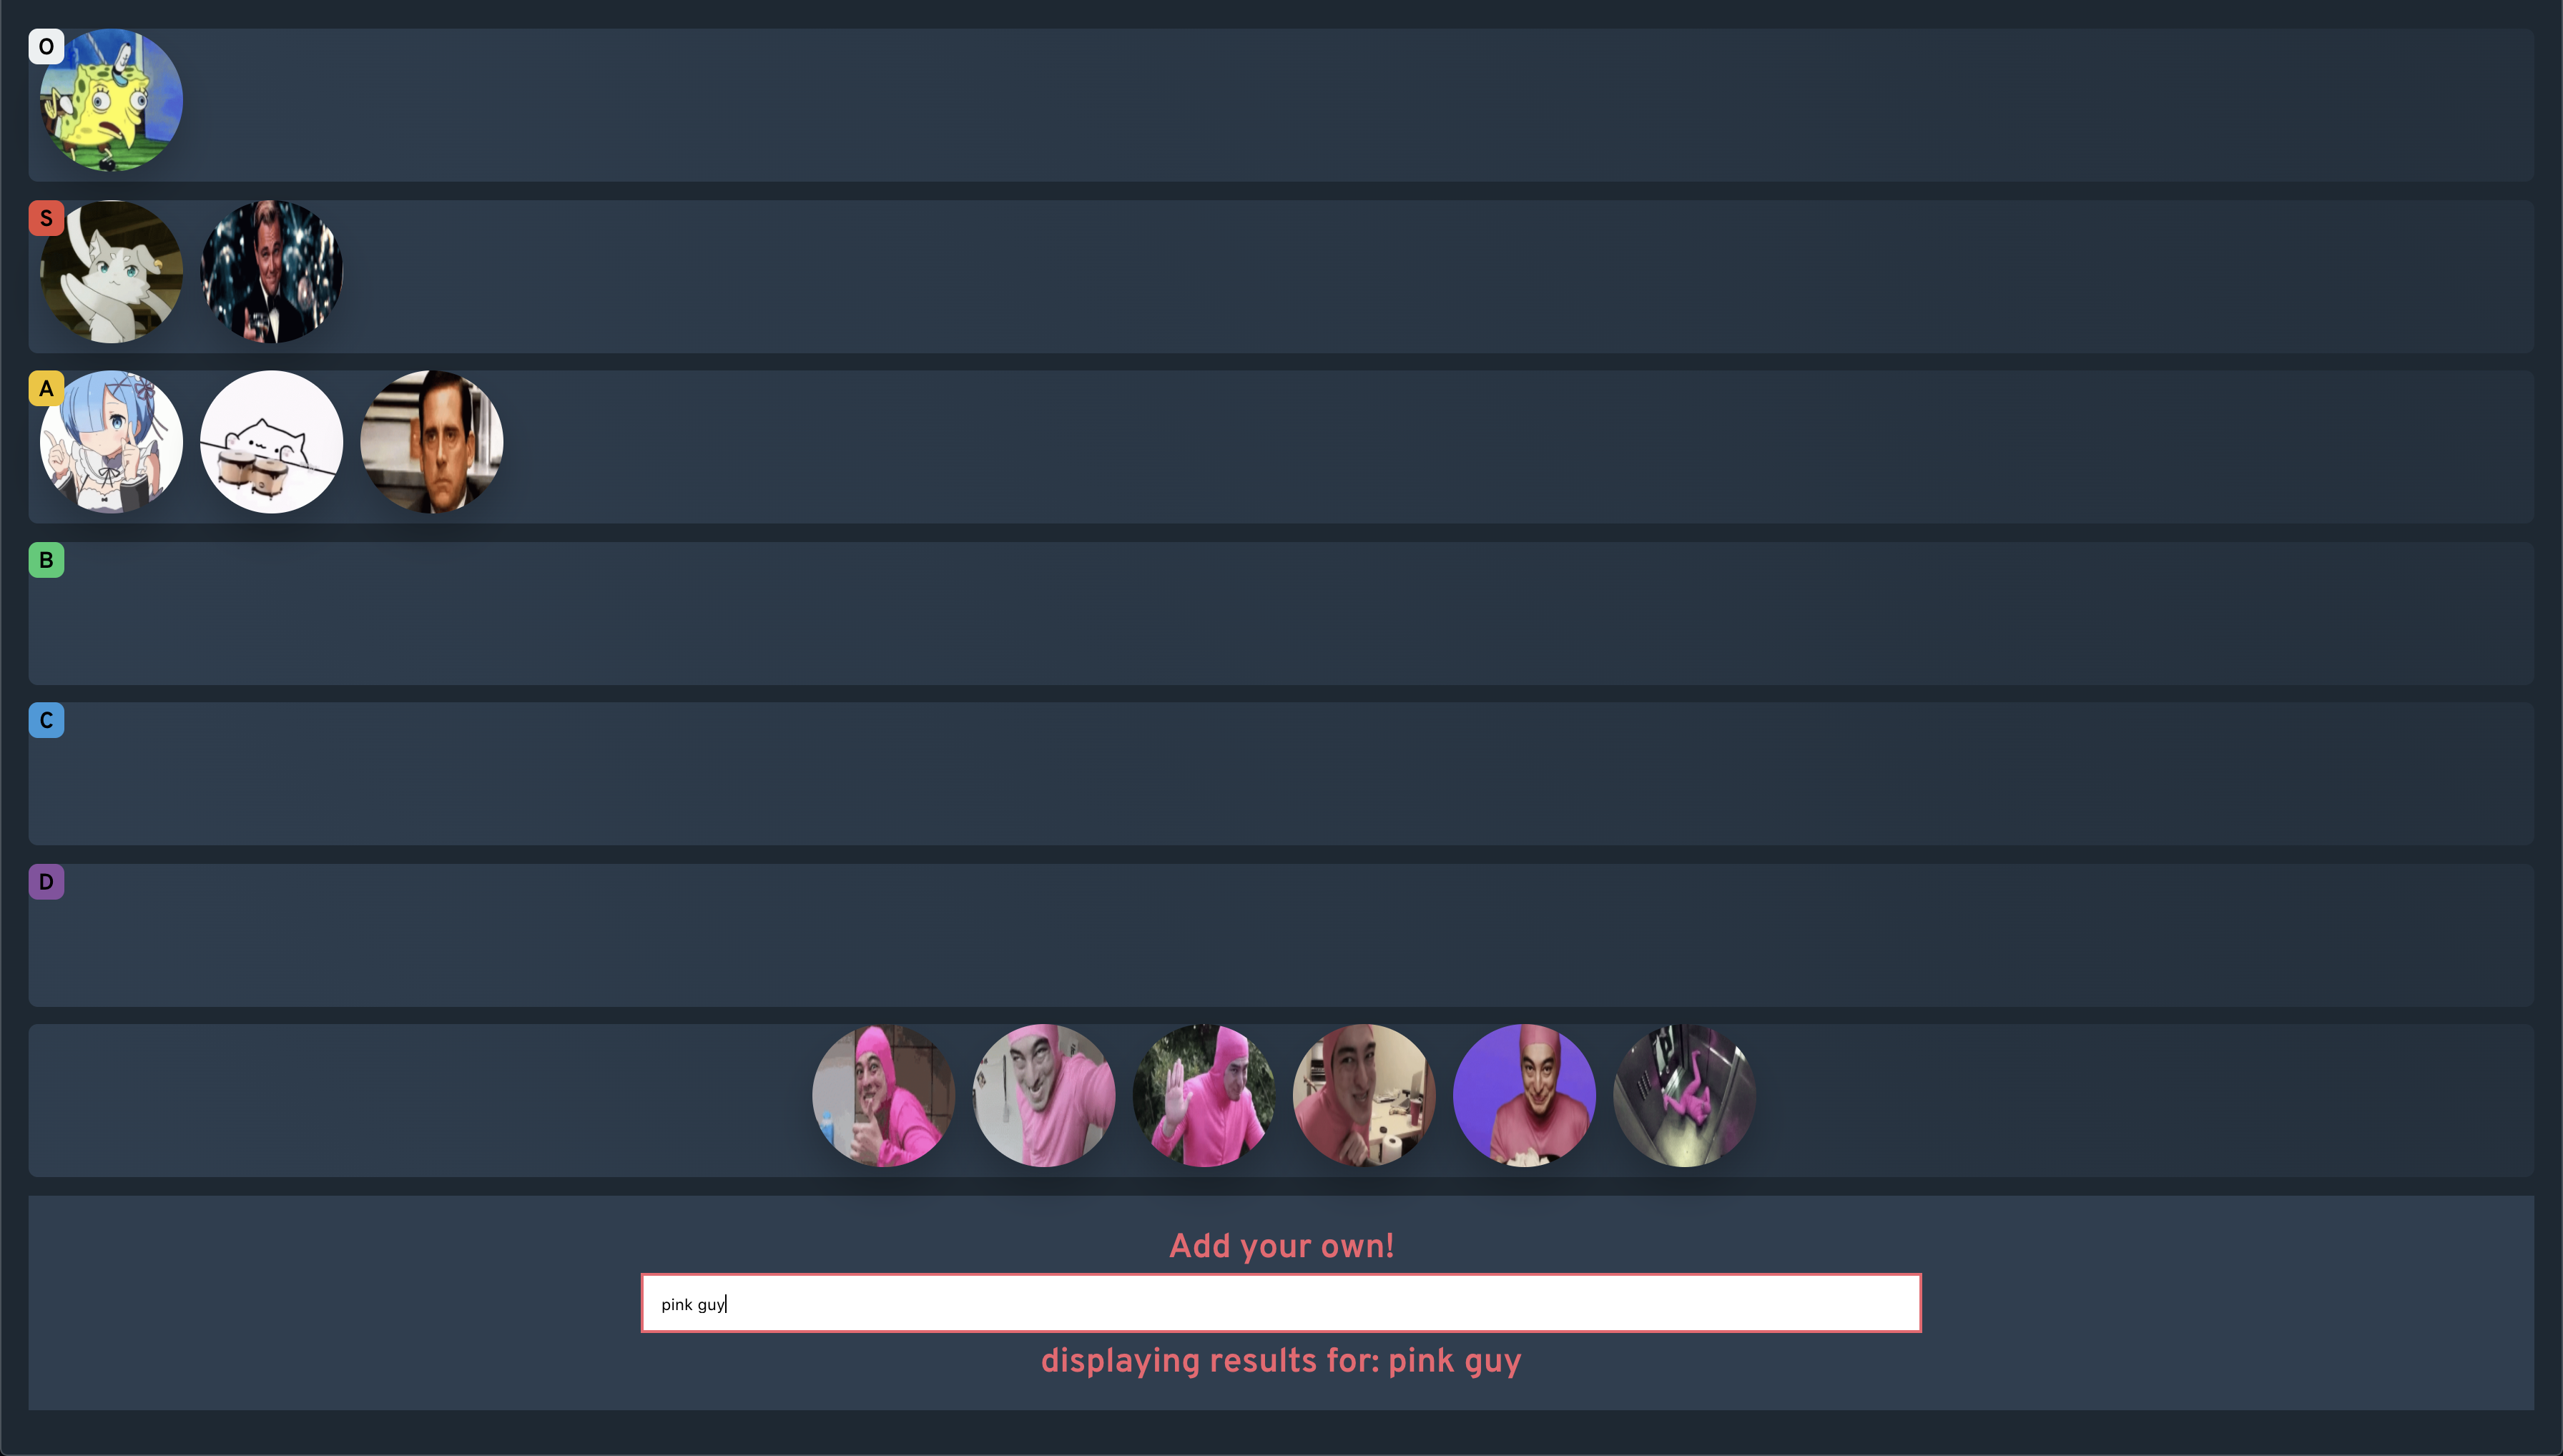 O
S
A
B
C
D
Add your own!
pink guy
displaying results for: pink guy